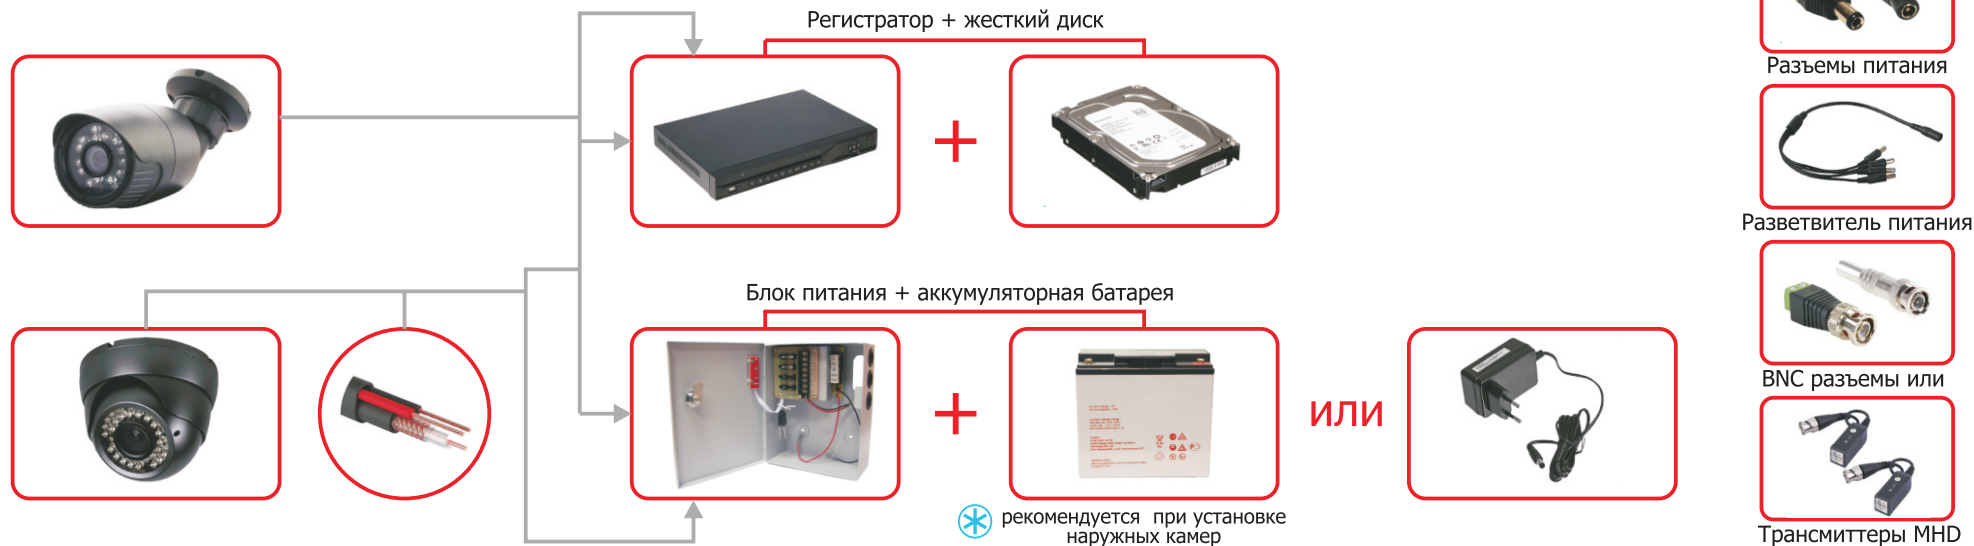 Регистратор + жесткий диск
Разъемы питания
+
Разветвитель питания
Блок питания + аккумуляторная батарея
BNC разъемы или
+
или
рекомендуется при установке
наружных камер
Трансмиттеры MHD